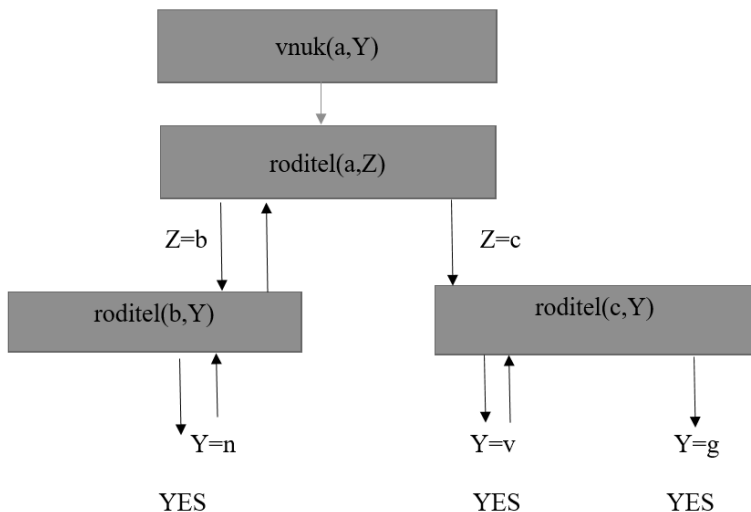 vnuk(a,Y)
roditel(a,Z)
Z=b
Z=c
roditel(b,Y)
roditel(c,Y)
Y=n
Y=v
Y=g
YES
YES
YES